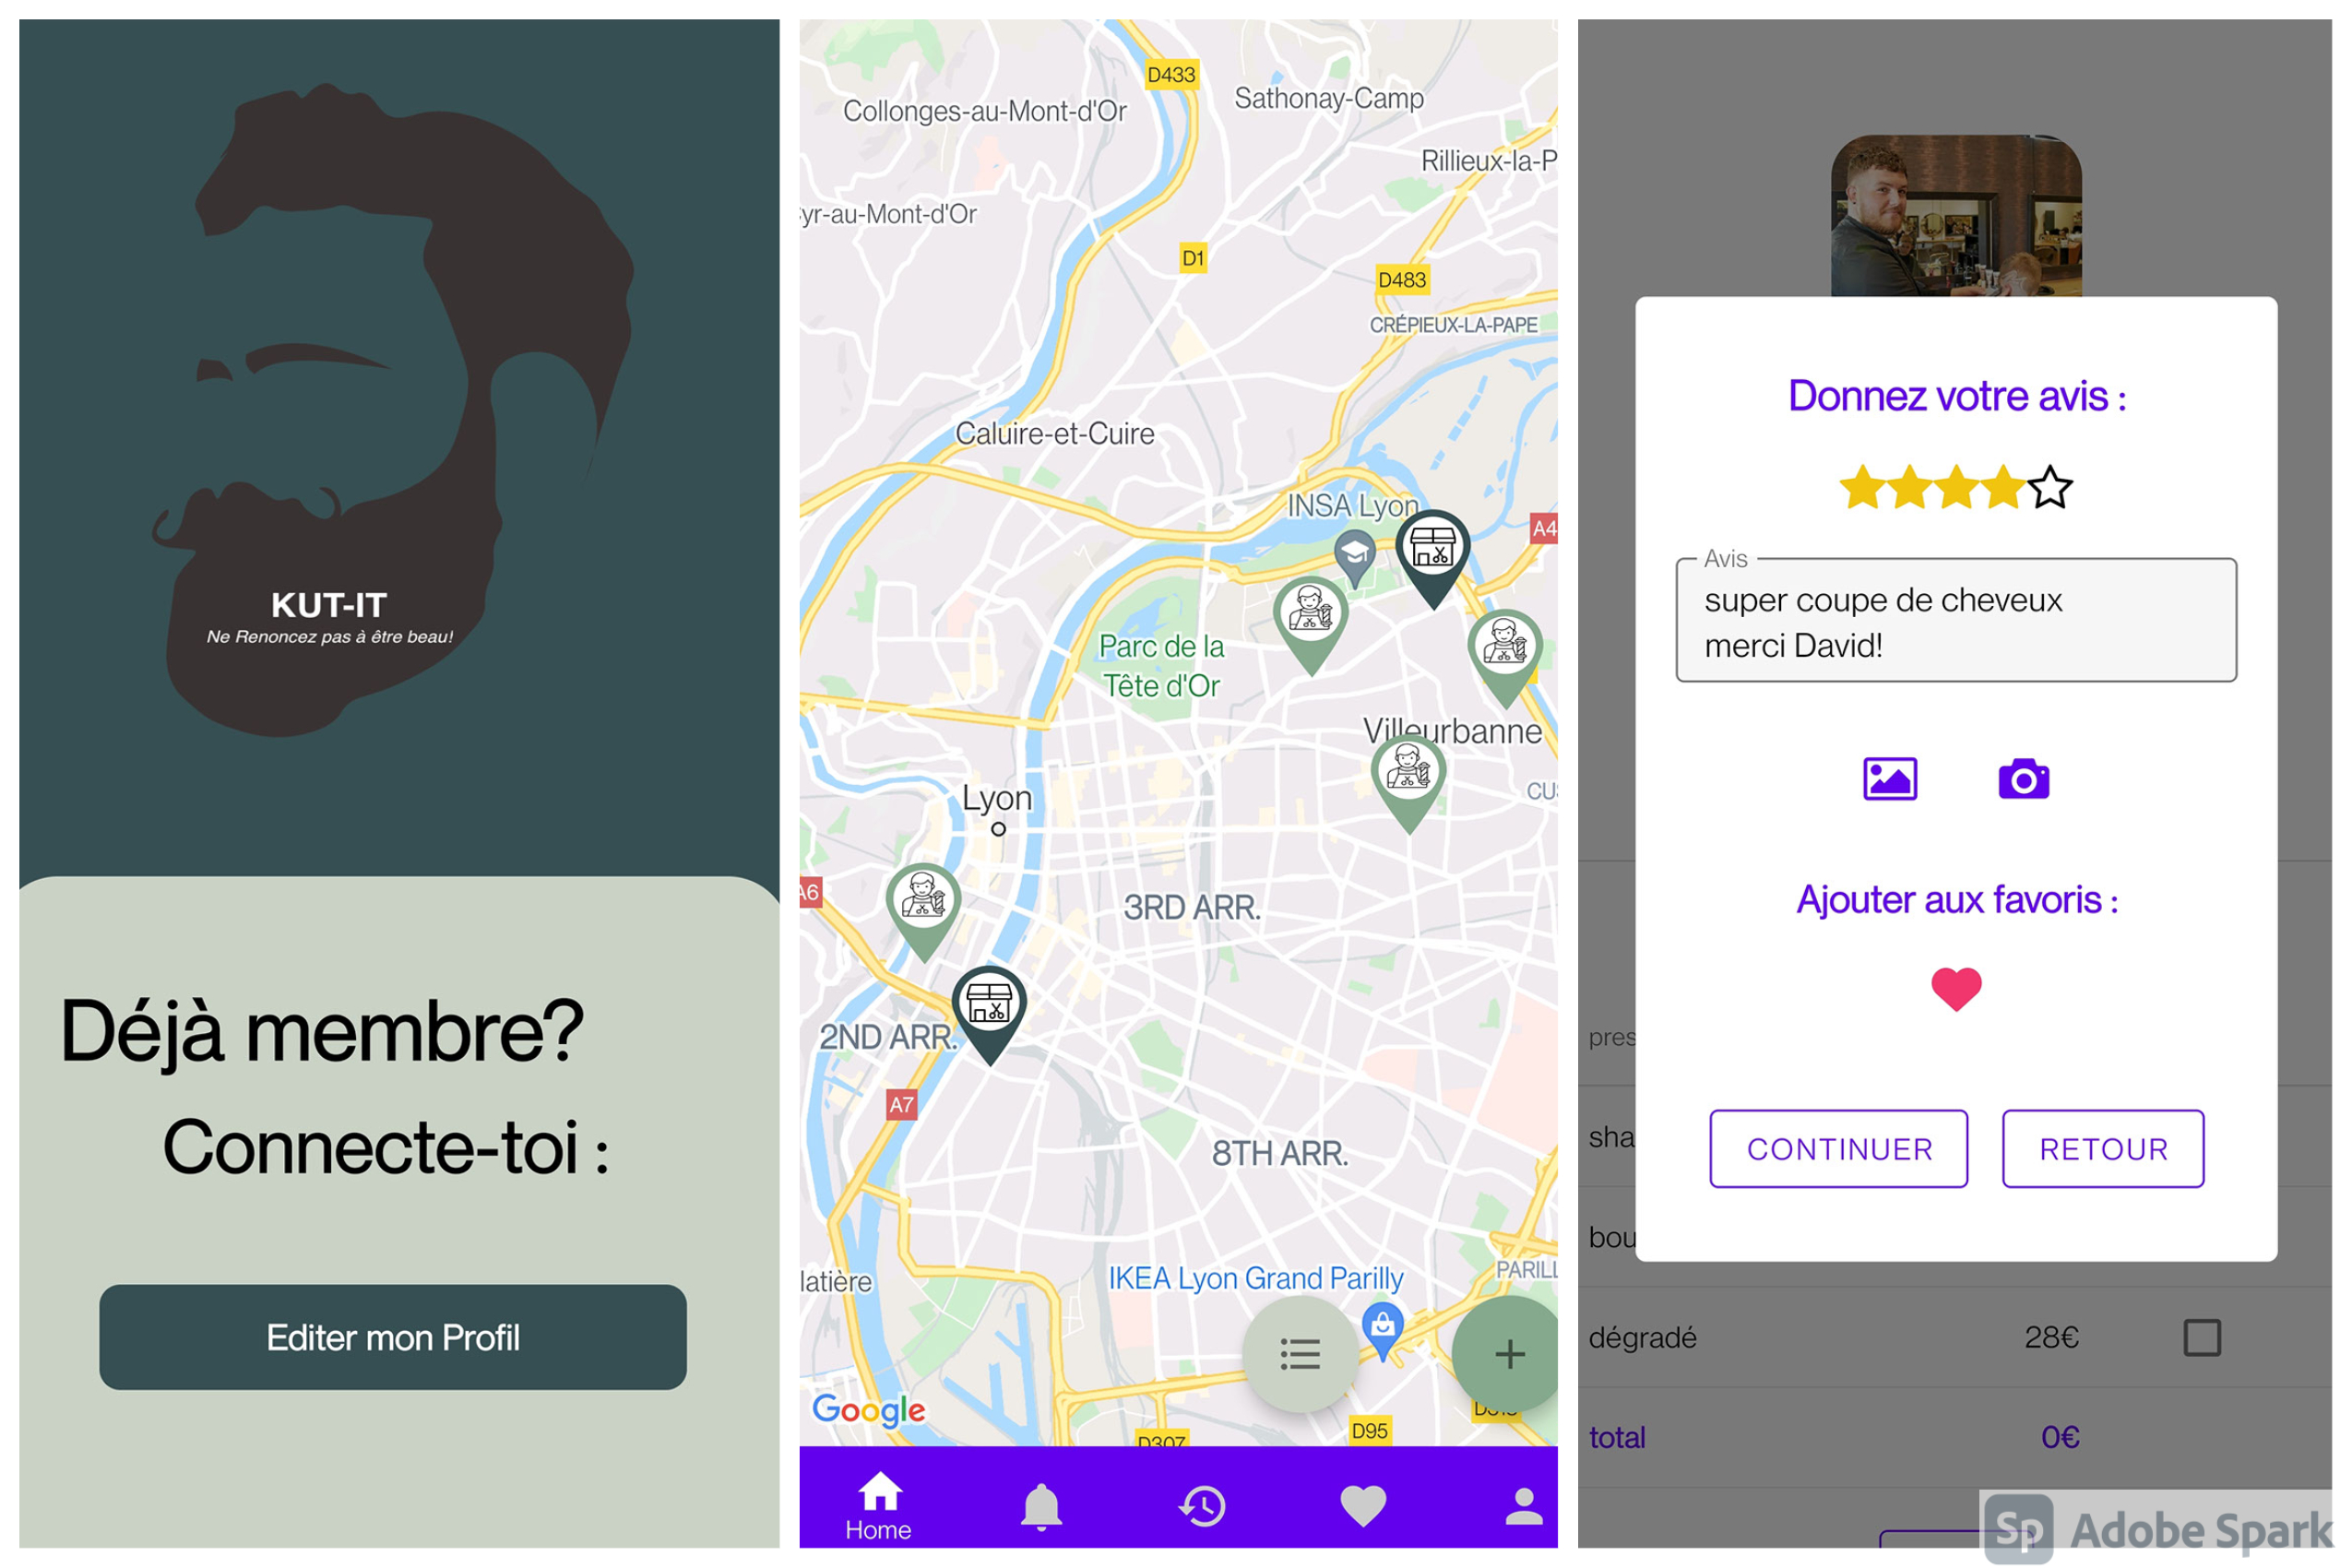 KUT-IT
Ne Renoncez pas à être beau!
Déjà membre?
Connecte-toi :
Editer mon Profil
D433
Collonges-au-Mont-d'Or
Sathonay-Camp
Rillieux-la-P
yr-au-Mont-d'Or
D1
D483
CRÉPIEUX-LA-PAPE
Caluire-et-Cuire
INSA Lyon
A4
Parc de la
Tête d'Or
Villeurbanne
CUS
Lyon
A6
3RD ARR.
2ND ARR.
A7
8TH ARR.
latière
IKEA Lyon Grand Parilly
PARILL
Google
D95
D307
Home
Donnez votre avis :
Avis
super coupe de cheveux
merci David!
Ajouter aux favoris :
CONTINUER
RETOUR
pres
sha
bou
dégradé 28€
total 0€
Sp Adobe Spark